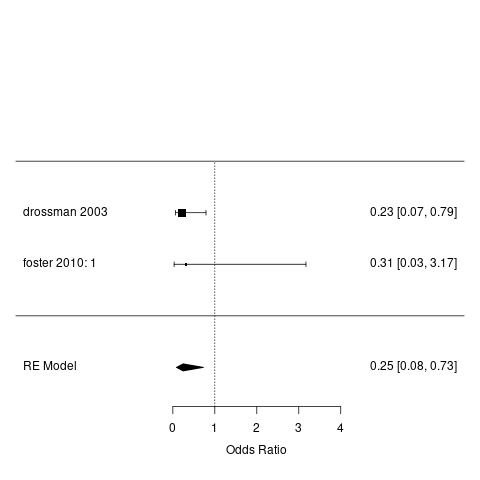 drossman 2003 0.23 [0.07, 0.79]
foster 2010: 1 0.31 [0.03, 3.17]
RE Model 0.25 [0.08, 0.73]
0 1 2 3 4
Odds Ratio